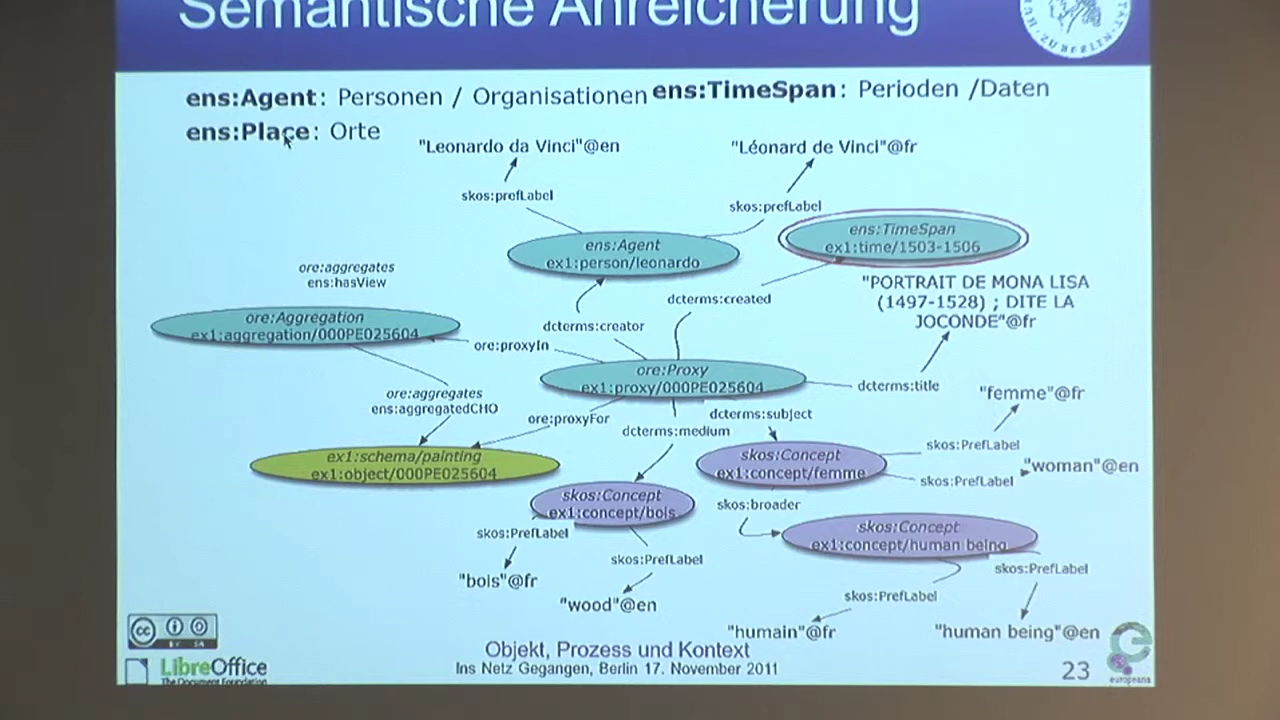 Semantische Anreicherung
ZU BERLIN
ens:Agent: Personen / Organisationen ens:TimeSpan: Perioden /Daten
ens:Place: Orte
"Leonardo da Vinci"@en
"Léonard de Vinci"@fr
skos:prefLabel
skos:prefLabel
ens:Agent
ex1:person/leonardo
ens:TimeSpan
ex1:time/1503-1506
ore:aggregates
ens:hasView
dcterms:created
"PORTRAIT DE MONA LISA
(1497-1528) ; DITE LA
JOCONDE"@fr
ore:Aggregation
ex1:aggregation/000PE025604
dcterms:creator
ore:proxyIn
ore:Proxy
ex1:proxy/000PE025604
dcterms:title
ore:aggregates
ens:aggregatedCHO
ore:proxyFor
dcterms:medium
dcterms:subject
"femme"@fr
skos:PrefLabel
ex1:schema/painting
ex1:object/000PE025604
skos:Concept
ex1:concept/femme
"woman"@en
skos:PrefLabel
skos:Concept
ex1:concept/bois
skos:broader
skos:PrefLabel
skos:Concept
ex1:concept/human being
skos:PrefLabel
skos:PrefLabel
"bois"@fr
"wood"@en
skos:PrefLabel
"humain"@fr
"human being"@en
cc
BY SA
LibreOffice
The Document Foundation
Objekt, Prozess und Kontext
Ins Netz Gegangen, Berlin 17. November 2011
23
europeana